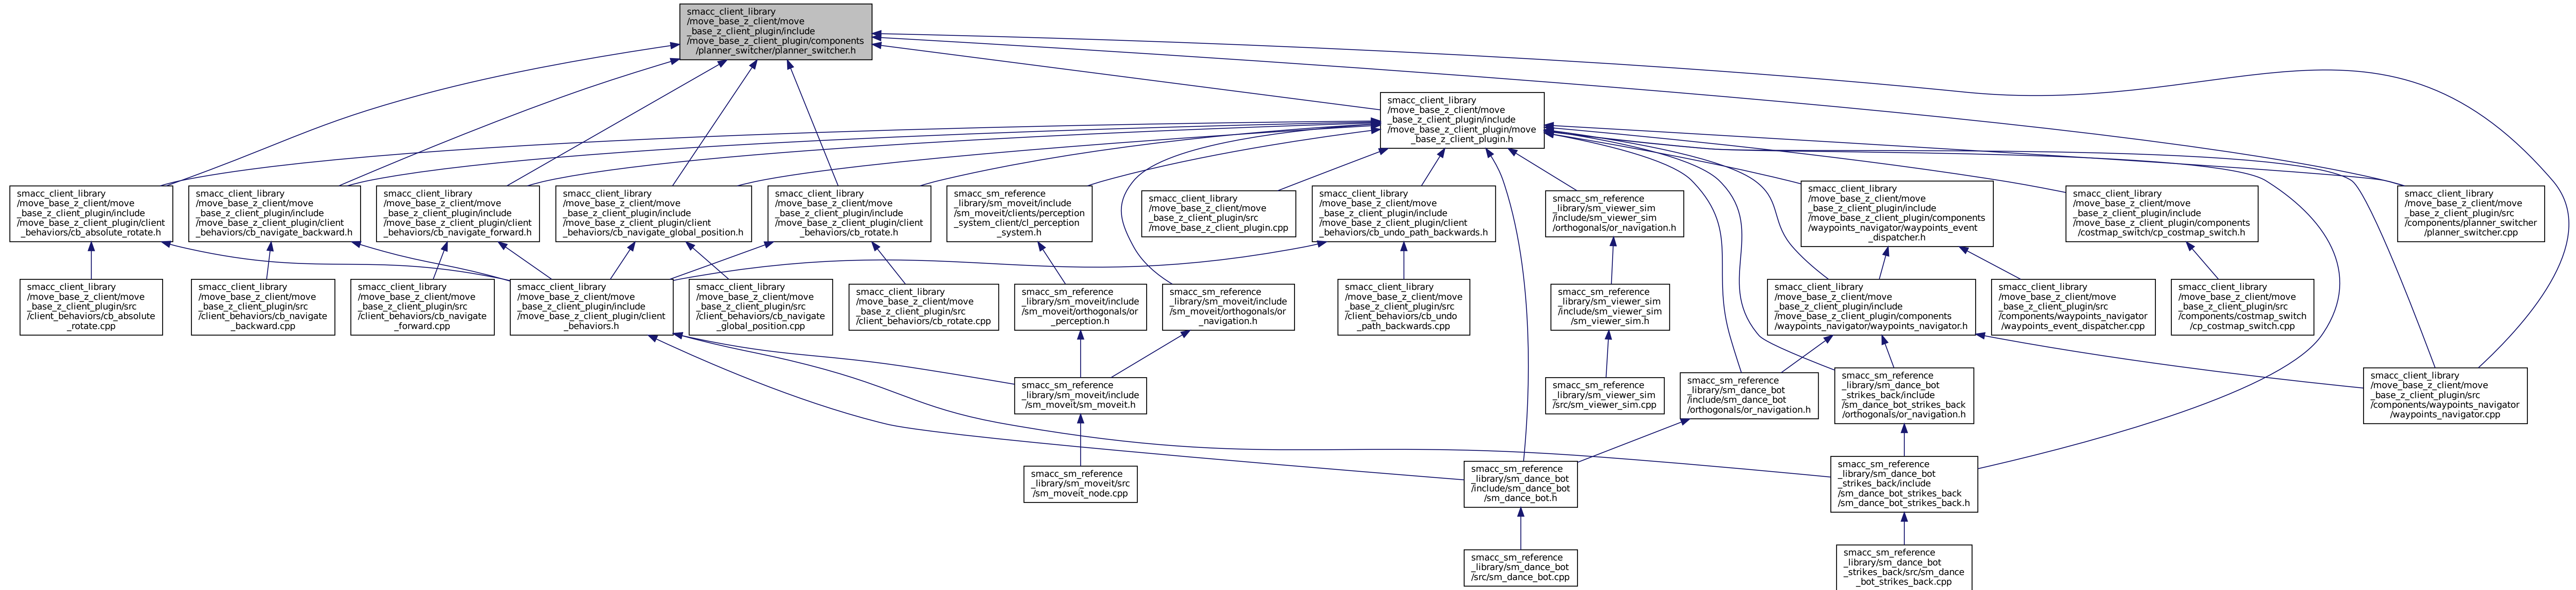 smacc_client_library
/move_base_z_client/move
_base_z_client_plugin/include
/move_base_z_client_plugin/components
/planner_switcher/planner_switcher.h
smacc_client_library
/move_base_z_client/move
_base_z_client_plugin/include
/move_base_z_client_plugin/move
_base_z_client_plugin.h
smacc_client_library
/move_base_z_client/move
_base_z_client_plugin/include
/move_base_z_client_plugin/client
_behaviors/cb_absolute_rotate.h
smacc_client_library
/move_base_z_client/move
_base_z_client_plugin/include
/move_base_z_client_plugin/client
_behaviors/cb_navigate_backward.h
smacc_client_library
/move_base_z_client/move
_base_z_client_plugin/include
/move_base_z_client_plugin/client
_behaviors/cb_navigate_forward.h
smacc_client_library
/move_base_z_client/move
_base_z_client_plugin/include
/move_base_z_client_plugin/client
_behaviors/cb_navigate_global_position.h
smacc_client_library
/move_base_z_client/move
_base_z_client_plugin/include
/move_base_z_client_plugin/client
_behaviors/cb_rotate.h
smacc_sm_reference
_library/sm_moveit/include
/sm_moveit/clients/perception
_system_client/cl_perception
_system.h
smacc_client_library
/move_base_z_client/move
_base_z_client_plugin/src
/move_base_z_client_plugin.cpp
smacc_client_library
/move_base_z_client/move
_base_z_client_plugin/include
/move_base_z_client_plugin/client
_behaviors/cb_undo_path_backwards.h
smacc_sm_reference
_library/sm_viewer_sim
/include/sm_viewer_sim
/orthogonals/or_navigation.h
smacc_client_library
/move_base_z_client/move
_base_z_client_plugin/include
/move_base_z_client_plugin/components
/waypoints_navigator/waypoints_event
_dispatcher.h
smacc_client_library
/move_base_z_client/move
_base_z_client_plugin/include
/move_base_z_client_plugin/components
/costmap_switch/cp_costmap_switch.h
smacc_client_library
/move_base_z_client/move
_base_z_client_plugin/src
/components/planner_switcher
/planner_switcher.cpp
smacc_client_library
/move_base_z_client/move
_base_z_client_plugin/src
/client_behaviors/cb_absolute
_rotate.cpp
smacc_client_library
/move_base_z_client/move
_base_z_client_plugin/src
/client_behaviors/cb_navigate
_backward.cpp
smacc_client_library
/move_base_z_client/move
_base_z_client_plugin/src
/client_behaviors/cb_navigate
_forward.cpp
smacc_client_library
/move_base_z_client/move
_base_z_client_plugin/include
/move_base_z_client_plugin/client
_behaviors.h
smacc_client_library
/move_base_z_client/move
_base_z_client_plugin/src
/client_behaviors/cb_navigate
_global_position.cpp
smacc_client_library
/move_base_z_client/move
_base_z_client_plugin/src
/client_behaviors/cb_rotate.cpp
smacc_sm_reference
_library/sm_moveit/include
/sm_moveit/orthogonals/or
_perception.h
smacc_sm_reference
_library/sm_moveit/include
/sm_moveit/orthogonals/or
_navigation.h
smacc_client_library
/move_base_z_client/move
_base_z_client_plugin/src
/client_behaviors/cb_undo
_path_backwards.cpp
smacc_sm_reference
_library/sm_viewer_sim
/include/sm_viewer_sim
/sm_viewer_sim.h
smacc_client_library
/move_base_z_client/move
_base_z_client_plugin/include
/move_base_z_client_plugin/components
/waypoints_navigator/waypoints_navigator.h
smacc_client_library
/move_base_z_client/move
_base_z_client_plugin/src
/components/waypoints_navigator
/waypoints_event_dispatcher.cpp
smacc_client_library
/move_base_z_client/move
_base_z_client_plugin/src
/components/costmap_switch
/cp_costmap_switch.cpp
smacc_sm_reference
_library/sm_moveit/include
/sm_moveit/sm_moveit.h
smacc_sm_reference
_library/sm_viewer_sim
/src/sm_viewer_sim.cpp
smacc_sm_reference
_library/sm_dance_bot
/include/sm_dance_bot
/orthogonals/or_navigation.h
smacc_sm_reference
_library/sm_dance_bot
_strikes_back/include
/sm_dance_bot_strikes_back
/orthogonals/or_navigation.h
smacc_client_library
/move_base_z_client/move
_base_z_client_plugin/src
/components/waypoints_navigator
/waypoints_navigator.cpp
smacc_sm_reference
_library/sm_moveit/src
/sm_moveit_node.cpp
smacc_sm_reference
_library/sm_dance_bot
/include/sm_dance_bot
/sm_dance_bot.h
smacc_sm_reference
_library/sm_dance_bot
_strikes_back/include
/sm_dance_bot_strikes_back
/sm_dance_bot_strikes_back.h
smacc_sm_reference
_library/sm_dance_bot
/src/sm_dance_bot.cpp
smacc_sm_reference
_library/sm_dance_bot
_strikes_back/src/sm_dance
_bot_strikes_back.cpp